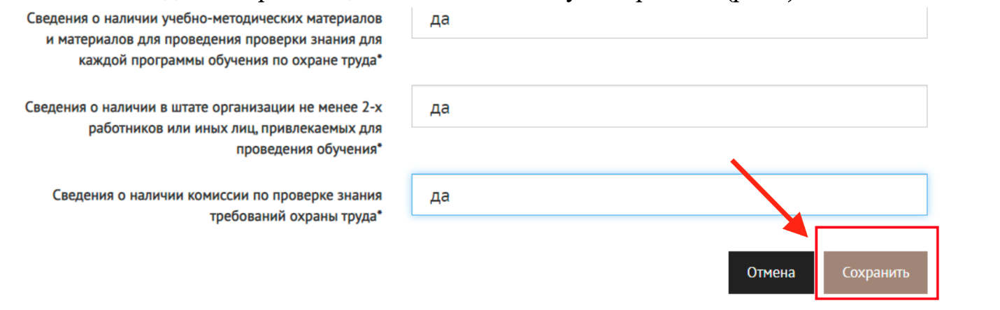 Сведения о наличии учебно-методических материалов
и материалов для проведения проверки знания для
каждой программы обучения по охране труда*
да
Сведения о наличии в штате организации не менее 2-х
работников или иных лиц, привлекаемых для
проведения обучения*
да
Сведения о наличии комиссии по проверке знания
требований охраны труда*
да
Отмена
Сохранить